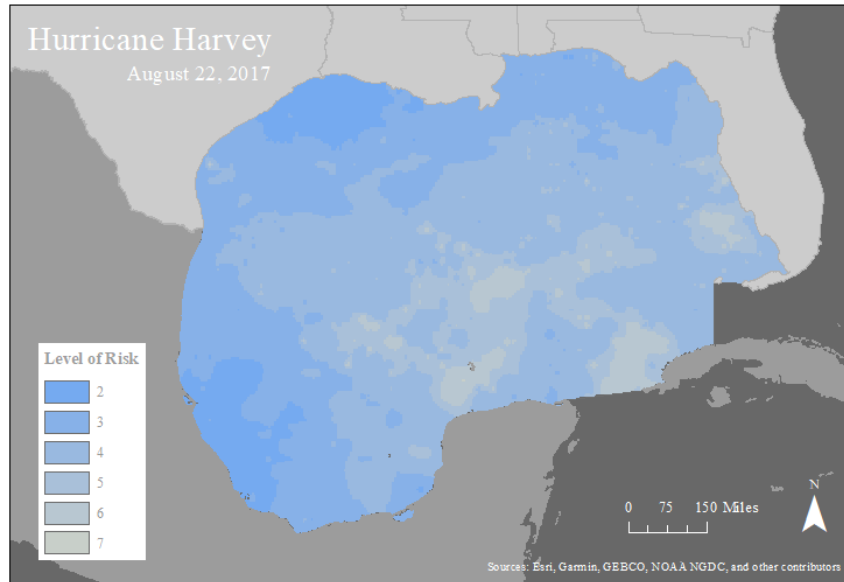 Hurricane Harvey
August 22, 2017
Level of Risk
2
3
4
5
6
7
N
0 75 150 Miles
Sources: Esri, Garmin, GEBCO, NOAA NGDC, and other contributors